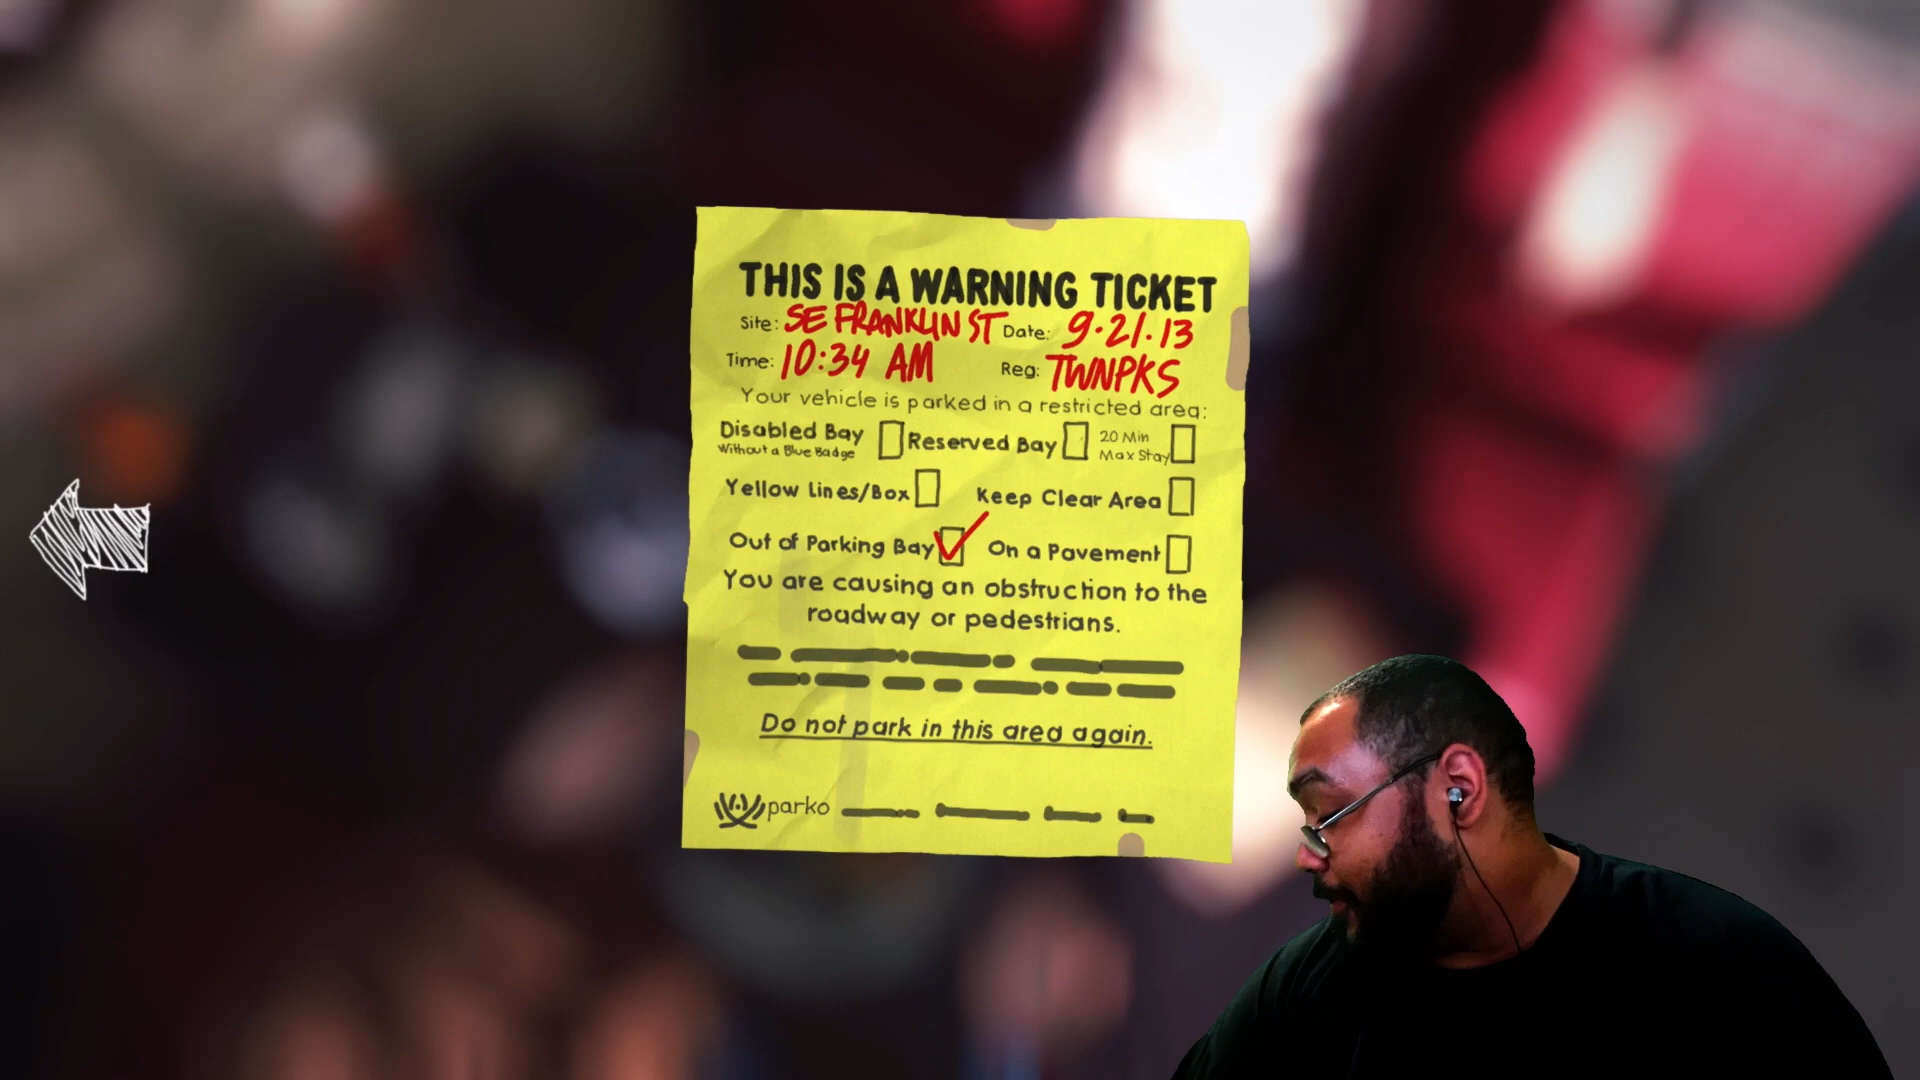 THIS IS A WARNING TICKET
Site: SE FRANKLIN ST Date: 9.21.13
Time: 10:34 AM Reg: TWNPKS
Your vehicle is parked in a restricted area:
Disabled Bay Reserved Bay 20 Min
Without a Blue Badge Max Stay
Yellow Lines/Box Keep Clear Area
Out of Parking Bay On a Pavement
You are causing an obstruction to the
roadway or pedestrians.
Do not park in this area again.
parko